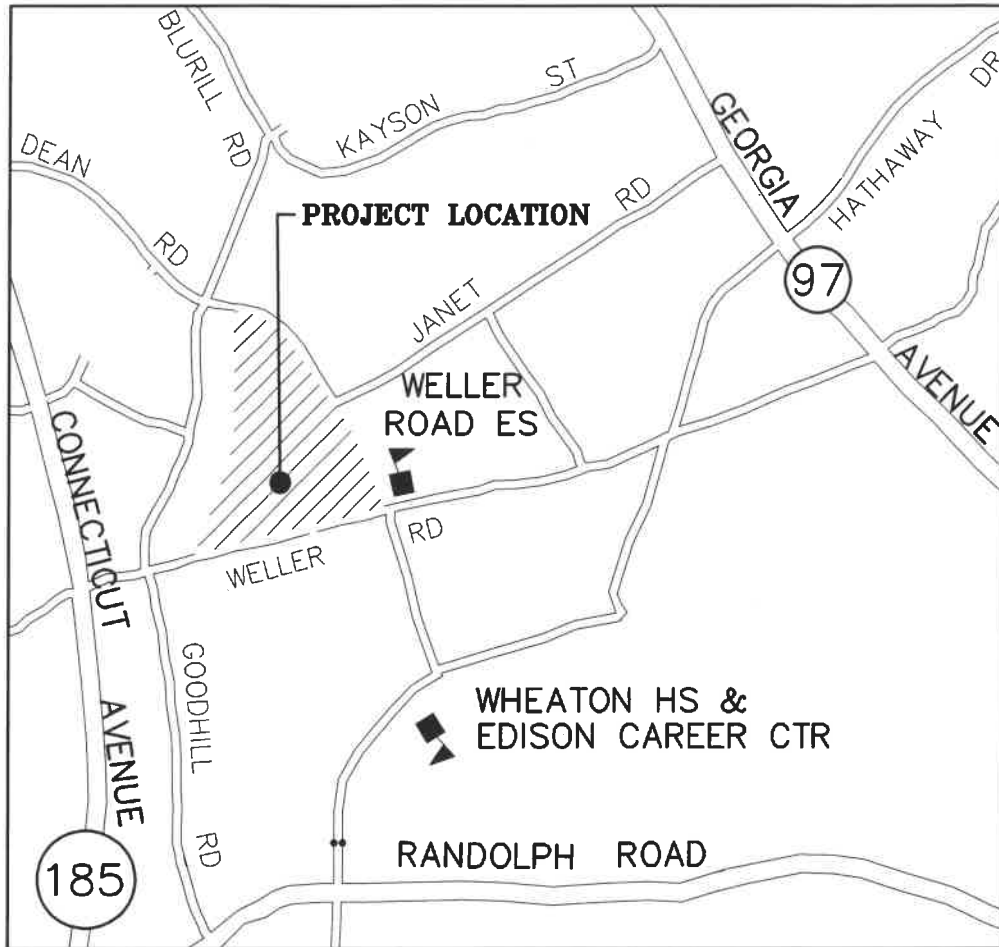 BLURILL RD
KAYSON ST
DEAN RD
GEORGIA AVENUE
HATHAWAY DR
PROJECT LOCATION
JANET RD
97
WELLER
ROAD ES
CONNECTICUT AVENUE
WELLER RD
GOODHILL RD
WHEATON HS &
EDISON CAREER CTR
RANDOLPH ROAD
185